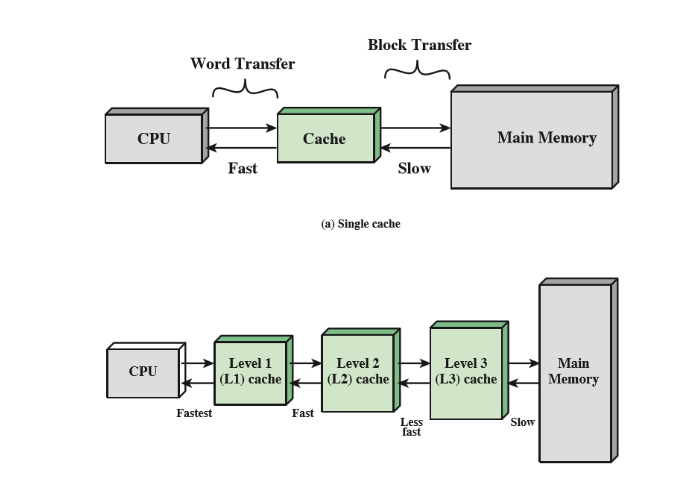 Block Transfer
Word Transfer
CPU
Cache
Main Memory
Fast
Slow
(a) Single cache
CPU
Level 1
(L1) cache
Level 2
(L2) cache
Level 3
(L3) cache
Main
Memory
Fastest
Fast
Less
fast
Slow